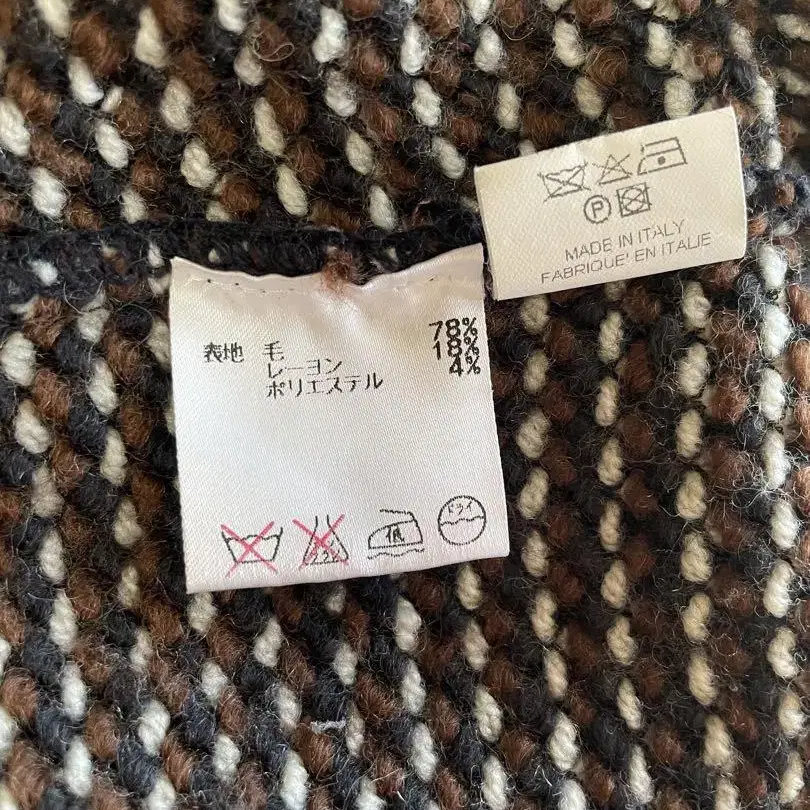 MADE IN ITALY
FABRIQUE' EN ITALIE
P
表地 毛 78%
レーヨン 18%
ポリエステル 4%
低
ドライ